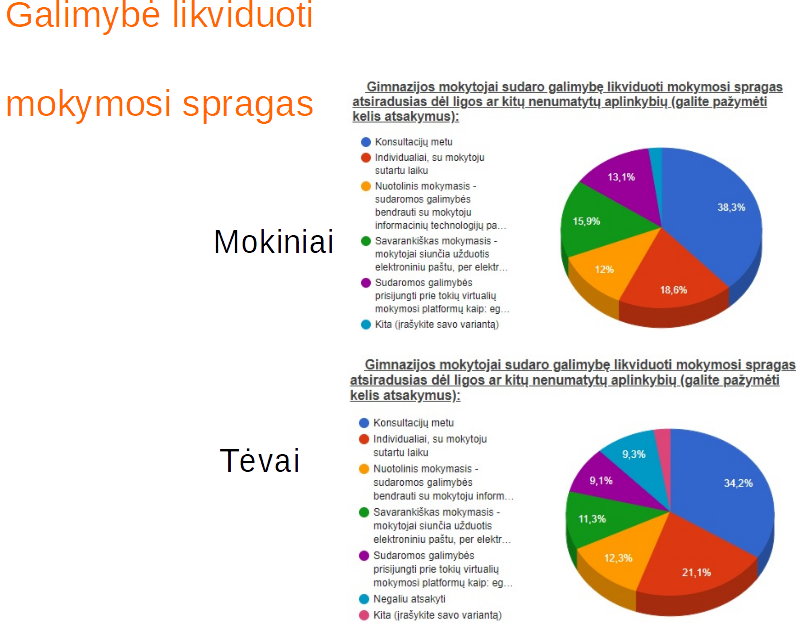 Galimybė likviduoti
mokymosi spragas
Gimnazijos mokytojai sudaro galimybę likviduoti mokymosi spragas
atsiradusias dėl ligos ar kitų nenumatytų aplinkybių (galite pažymėti
kelis atsakymus):
Mokiniai
Konsultacijų metu
Individualiai, su mokytoju
sutartu laiku
Nuotolinis mokymasis -
sudaromos galimybės
bendrauti su mokytoju
informacinių technologijų pa...
Savarankiškas mokymasis -
mokytojai siunčia užduotis
elektroniniu paštu, per elektr...
Sudaromos galimybės
prisijungti prie tokių virtualių
mokymosi platformų kaip: eg...
Kita (įrašykite savo variantą)
38,3%
18,6%
12%
15,9%
13,1%
Gimnazijos mokytojai sudaro galimybę likviduoti mokymosi spragas
atsiradusias dėl ligos ar kitų nenumatytų aplinkybių (galite pažymėti
kelis atsakymus):
Tėvai
Konsultacijų metu
Individualiai, su mokytoju
sutartu laiku
Nuotolinis mokymasis -
sudaromos galimybės
bendrauti su mokytoju inform...
Savarankiškas mokymasis -
mokytojai siunčia užduotis
elektroniniu paštu, per elektr...
Sudaromos galimybės
prisijungti prie tokių virtualių
mokymosi platformų kaip: eg...
Negaliu atsakyti
Kita (įrašykite savo variantą)
34,2%
21,1%
12,3%
11,3%
9,1%
9,3%